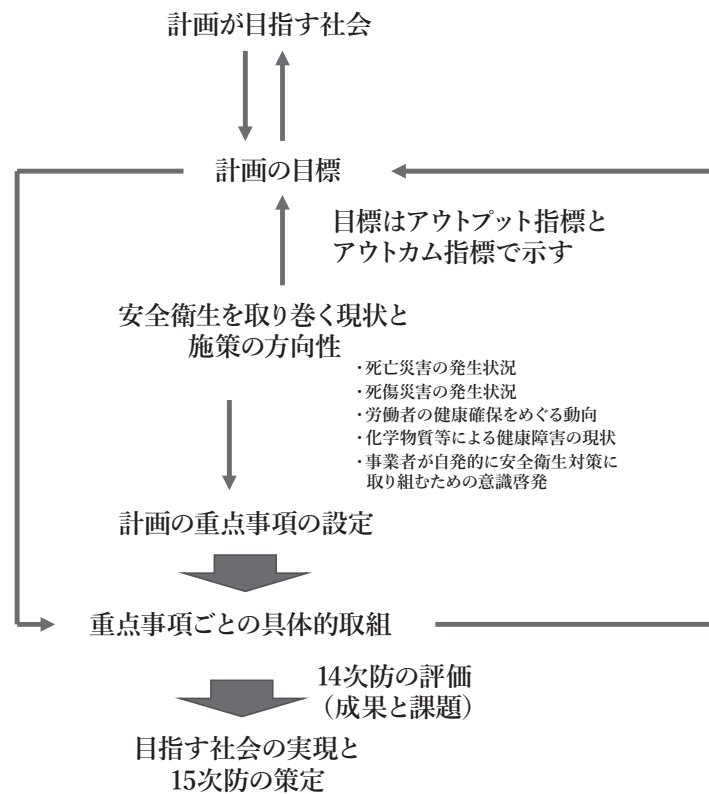 計画が目指す社会
計画の目標
目標はアウトプット指標と
アウトカム指標で示す
安全衛生を取り巻く現状と
施策の方向性
・死亡災害の発生状況
・死傷災害の発生状況
・労働者の健康確保をめぐる動向
・化学物質等による健康障害の現状
・事業者が自発的に安全衛生対策に
取り組むための意識啓発
計画の重点事項の設定
重点事項ごとの具体的取組
14次防の評価
（成果と課題）
目指す社会の実現と
15次防の策定